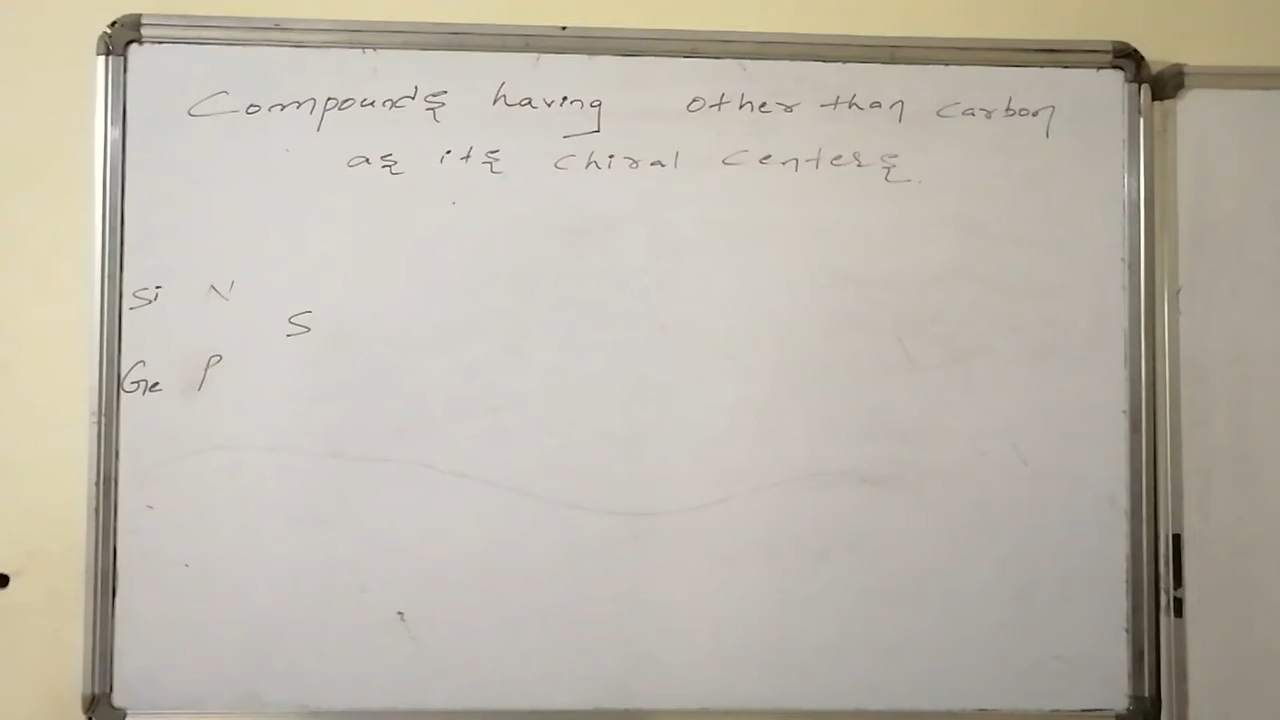 Compounds having other than carbon
as its chiral centers.
Si N
S
Ge P